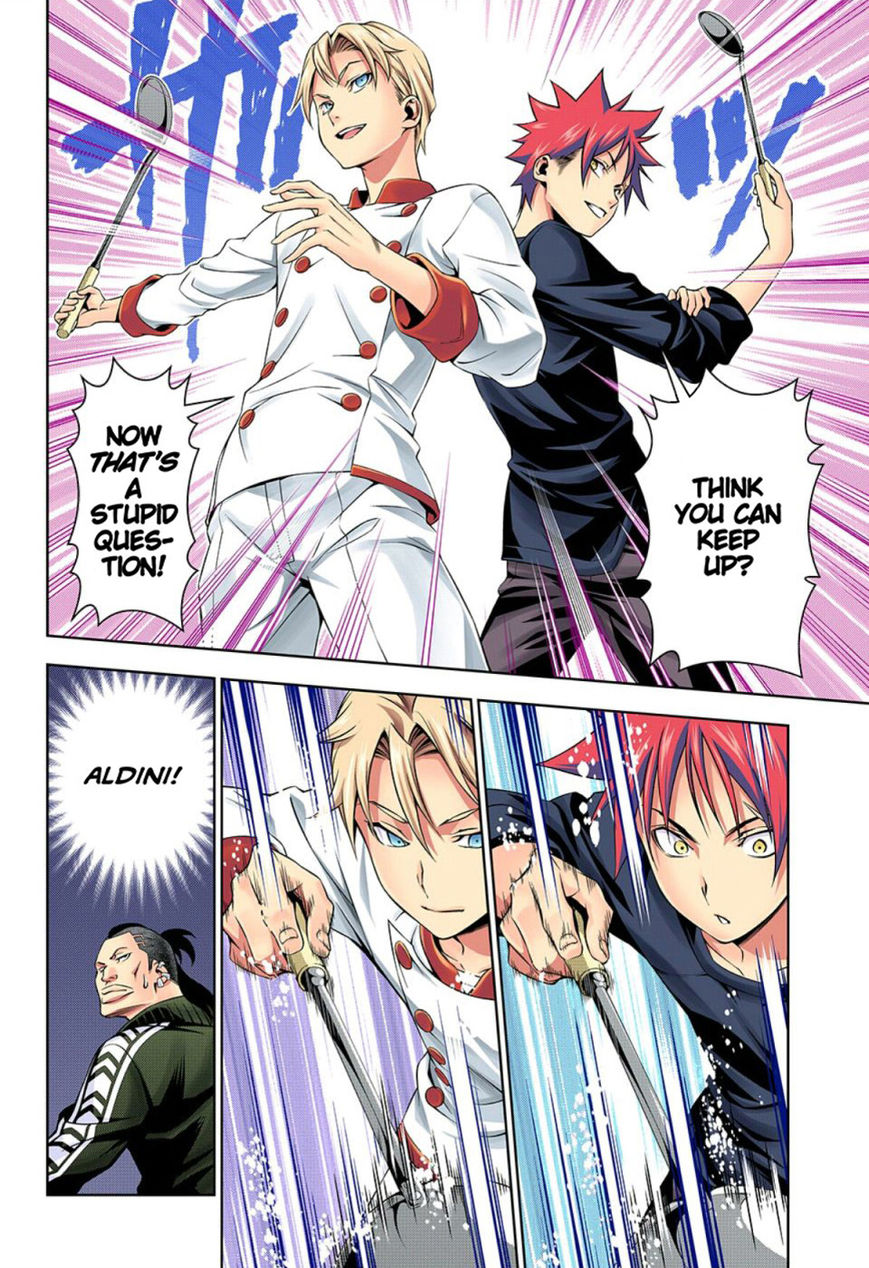 THINK
YOU CAN
KEEP
UP?
NOW
THAT'S
A
STUPID
QUES-
TION!
ALDINI!